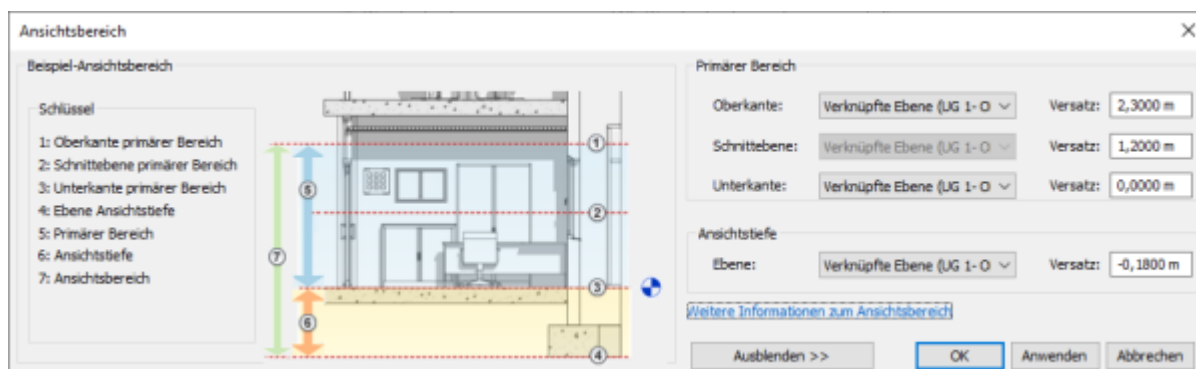 Ansichtsbereich
Beispiel-Ansichtsbereich
Schlüssel
1: Oberkante primärer Bereich
2: Schnittebene primärer Bereich
3: Unterkante primärer Bereich
4: Ebene Ansichtstiefe
5: Primärer Bereich
6: Ansichtstiefe
7: Ansichtsbereich
1
5
2
7
3
6
4
Primärer Bereich
Oberkante: Verknüpfte Ebene (UG 1- O Versatz: 2,3000 m
Schnittebene: Verknüpfte Ebene (UG 1- O Versatz: 1,2000 m
Unterkante: Verknüpfte Ebene (UG 1- O Versatz: 0,0000 m
Ansichtstiefe
Ebene: Verknüpfte Ebene (UG 1- O Versatz: -0,1800 m
Weitere Informationen zum Ansichtsbereich
Ausblenden >> OK Anwenden Abbrechen